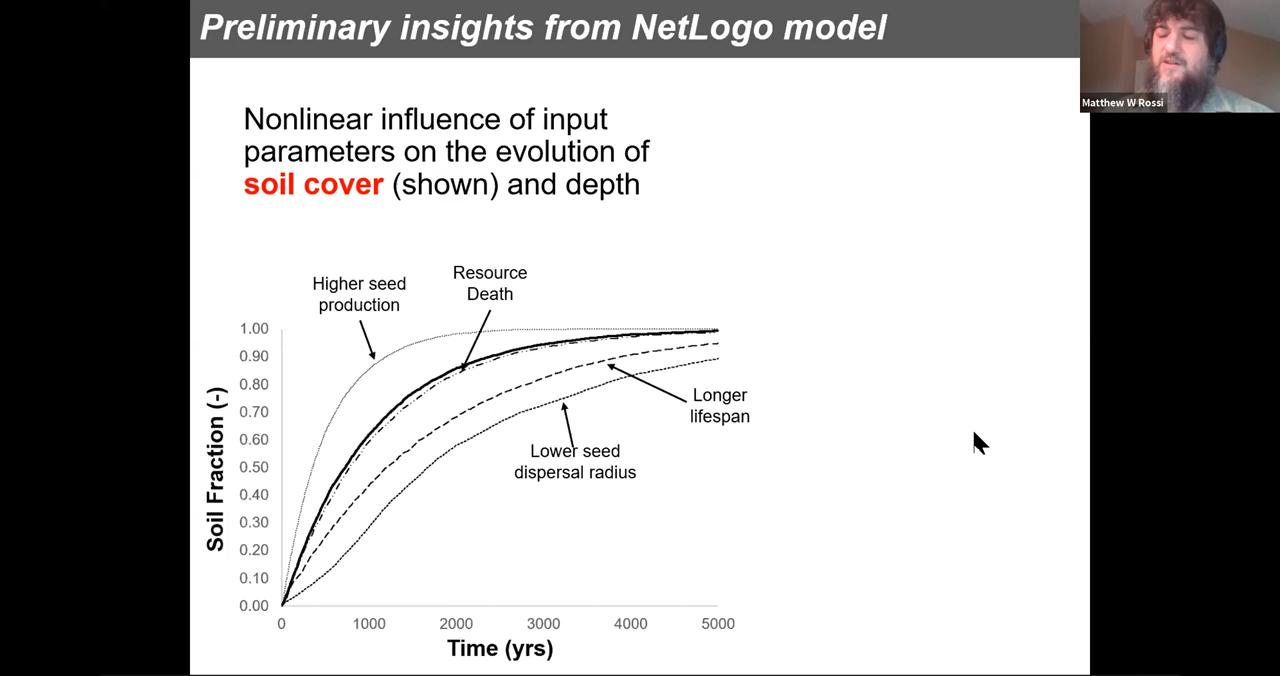 Preliminary insights from NetLogo model
Matthew W Rossi
Nonlinear influence of input
parameters on the evolution of
soil cover (shown) and depth
Higher seed
production
Resource
Death
1.00
0.90
0.80
0.70
0.60
0.50
0.40
0.30
0.20
0.10
0.00
Soil Fraction (-)
Longer
lifespan
Lower seed
dispersal radius
0 1000 2000 3000 4000 5000
Time (yrs)